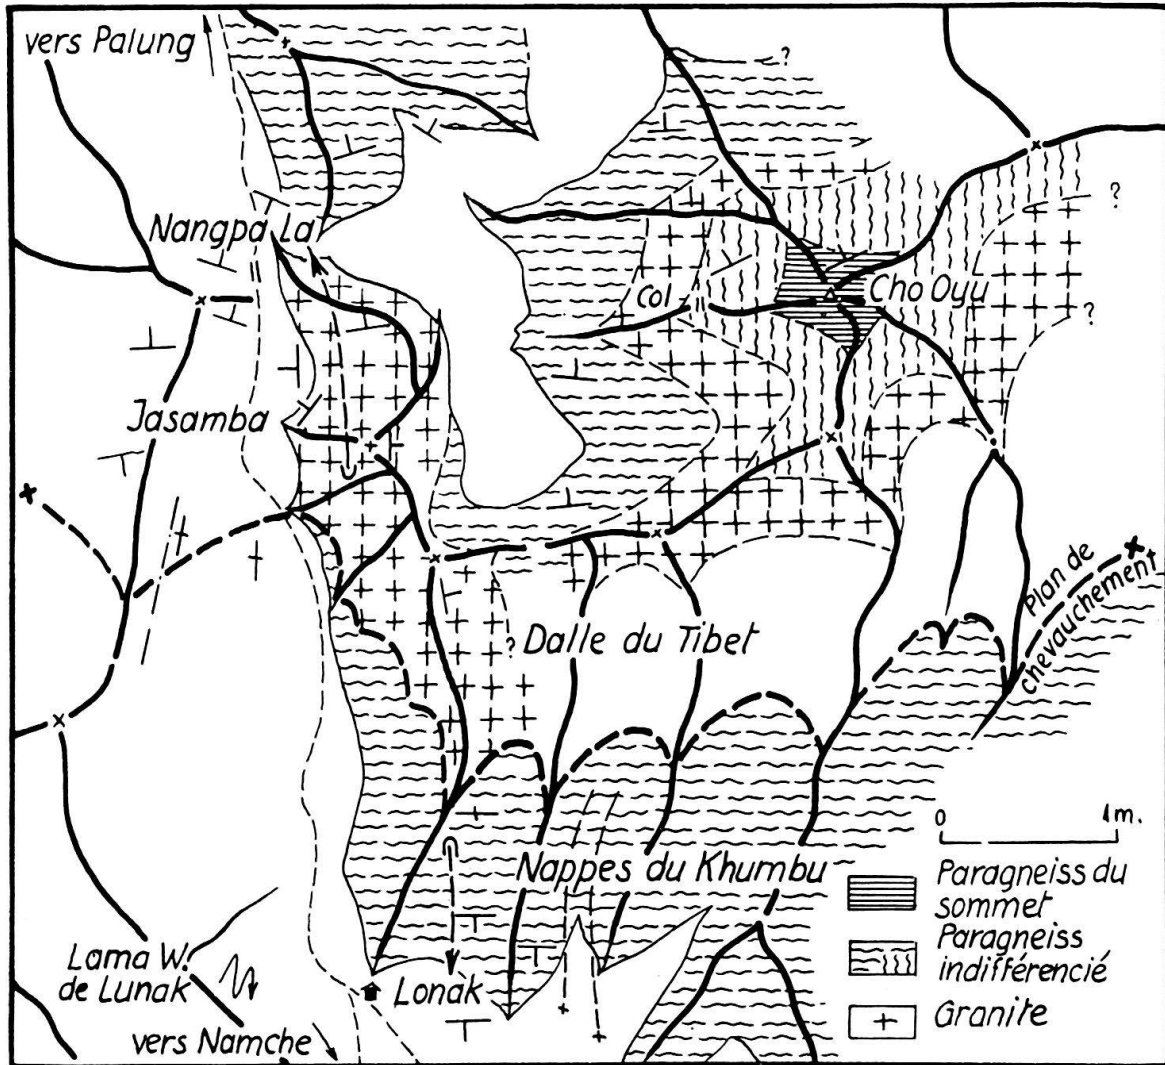 vers Palung
?
?
Nangpa La
Col
Cho Oyu
?
Jasamba
Plan de
chevauchement
?
Dalle du Tibet
0 1m.
Nappes du Khumbu
Paragneiss du
sommet
Paragneiss
indifférencié
Granite
Lama W.
de Lunak
Lonak
vers Namche